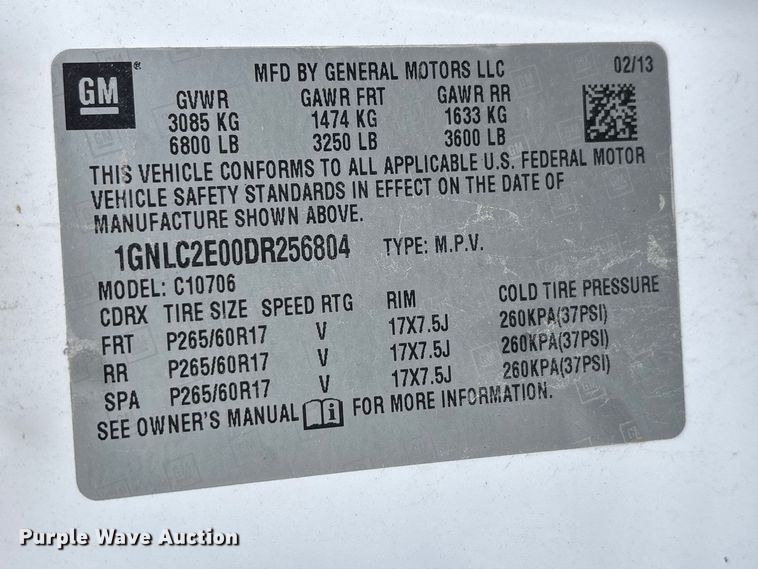 GM
MFD BY GENERAL MOTORS LLC 02/13
GVWR GAWR FRT GAWR RR
3085 KG 1474 KG 1633 KG
6800 LB 3250 LB 3600 LB
THIS VEHICLE CONFORMS TO ALL APPLICABLE U.S. FEDERAL MOTOR
VEHICLE SAFETY STANDARDS IN EFFECT ON THE DATE OF
MANUFACTURE SHOWN ABOVE.
1GNLC2E00DR256804 TYPE: M.P.V.
MODEL: C10706
CDRX TIRE SIZE SPEED RTG RIM COLD TIRE PRESSURE
FRT P265/60R17 V 17X7.5J 260KPA(37PSI)
RR P265/60R17 V 17X7.5J 260KPA(37PSI)
SPA P265/60R17 V 17X7.5J 260KPA(37PSI)
SEE OWNER'S MANUAL FOR MORE INFORMATION.
Purple Wave Auction